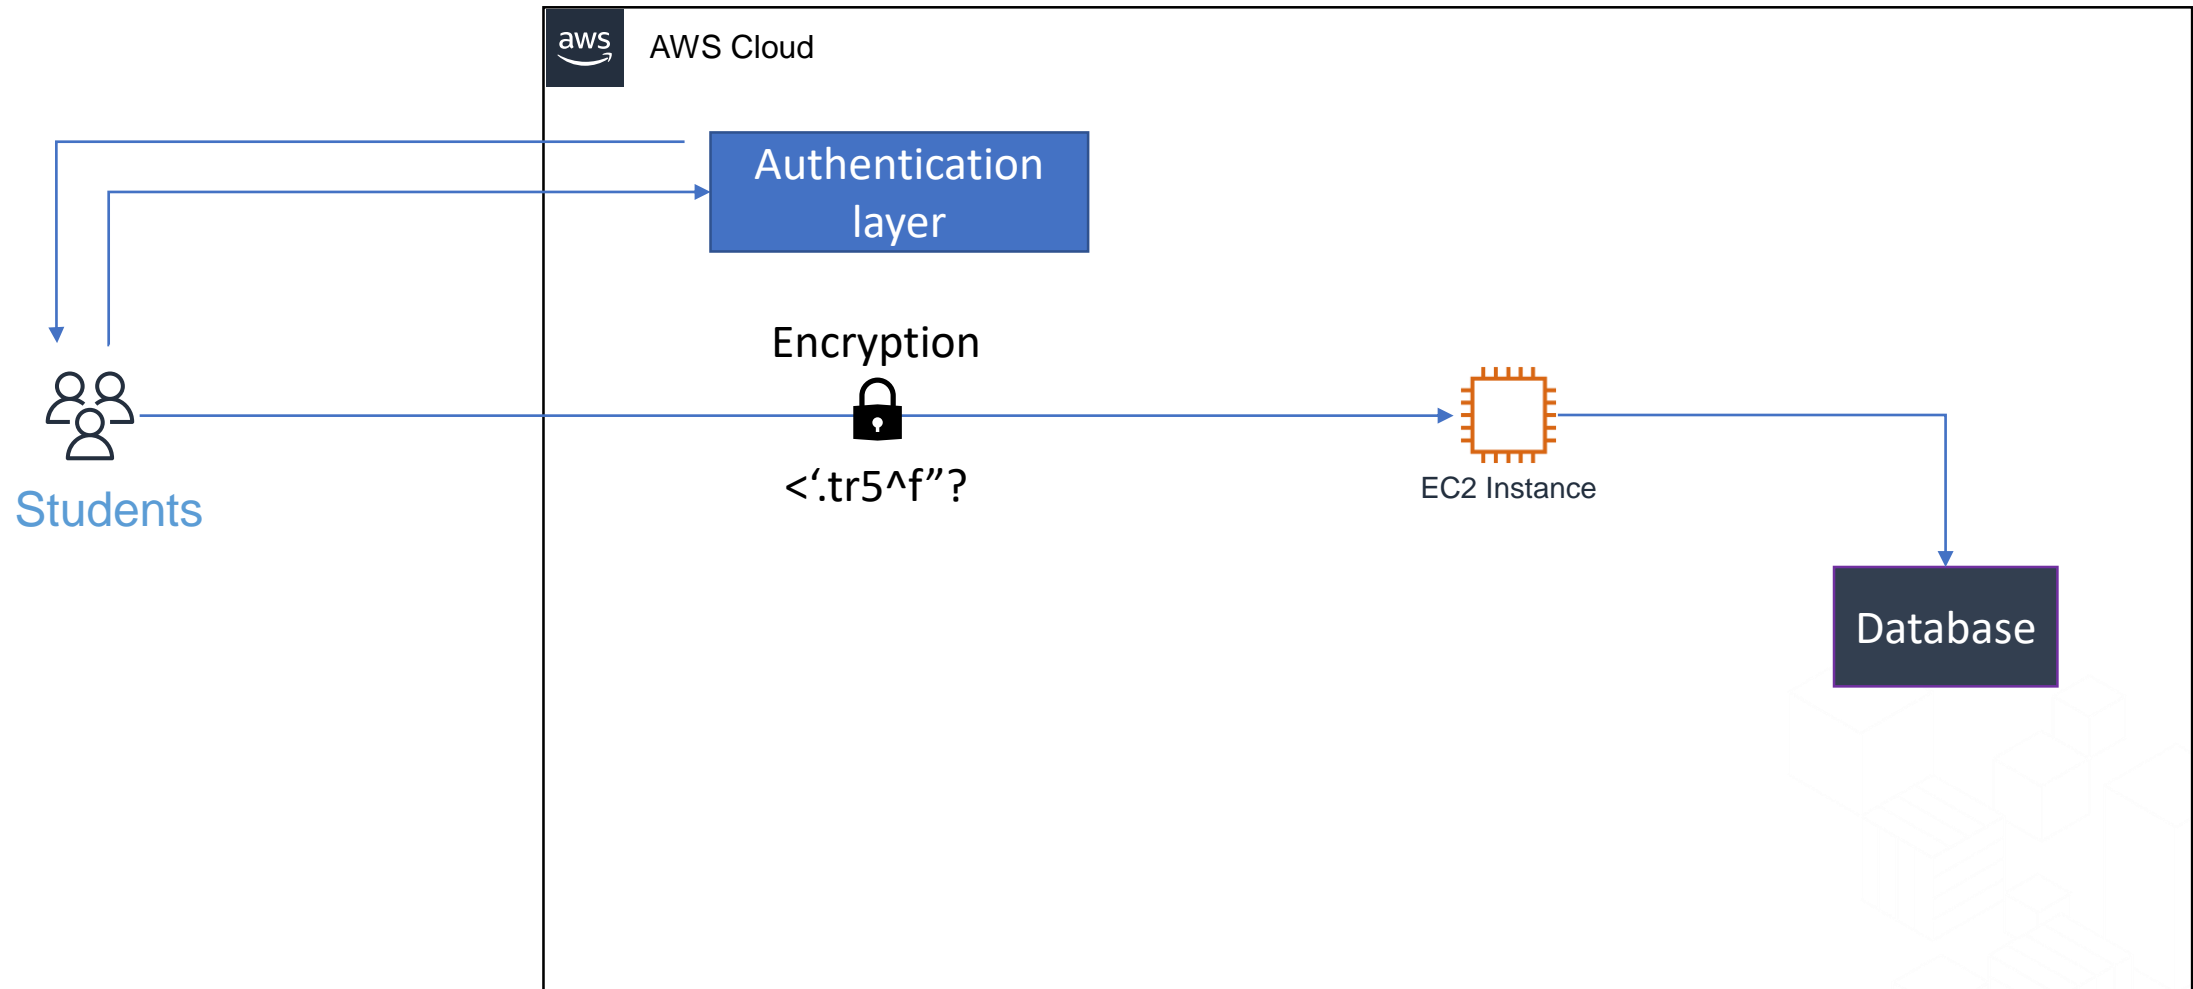 aws
AWS Cloud
Authentication
layer
Encryption
<‘.tr5^f”?
Students
EC2 Instance
Database